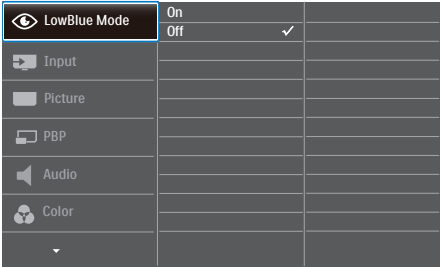 LowBlue Mode
On
Off
Input
Picture
PBP
Audio
Color